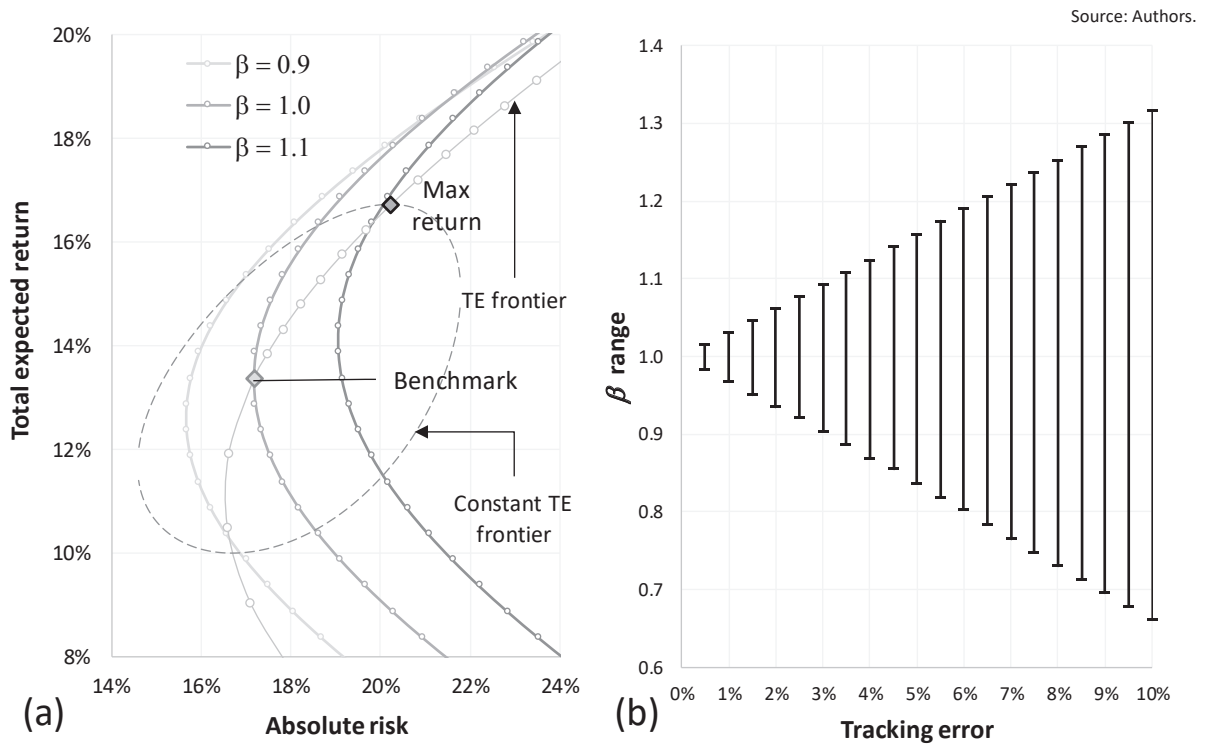 Source: Authors.
20%
18%
16%
14%
12%
10%
8%
Total expected return
β = 0.9
β = 1.0
β = 1.1
Max
return
TE frontier
Benchmark
Constant TE
frontier
14%
16%
18%
20%
22%
24%
Absolute risk
(a)
1.4
1.3
1.2
1.1
1.0
0.9
0.8
0.7
0.6
β range
0%
1%
2%
3%
4%
5%
6%
7%
8%
9%
10%
Tracking error
(b)